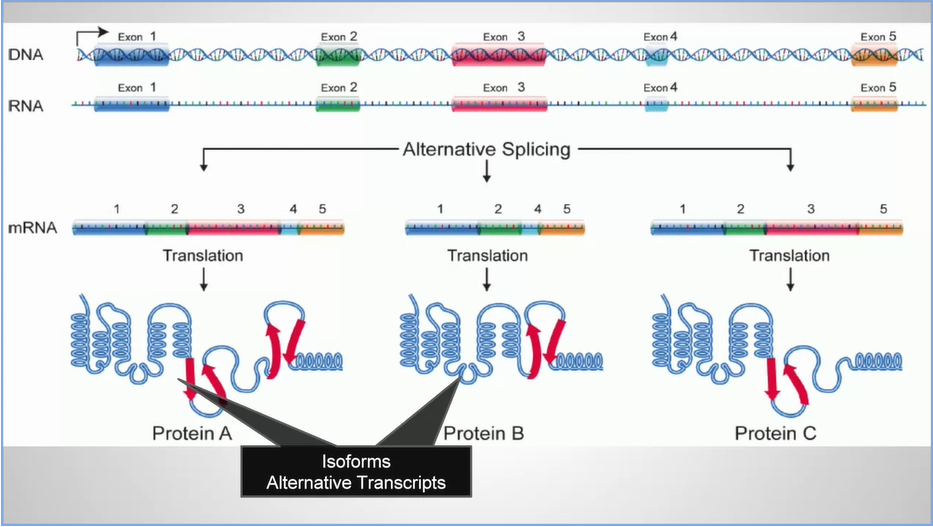 Exon 1 Exon 2 Exon 3 Exon 4 Exon 5
DNA
Exon 1 Exon 2 Exon 3 Exon 4 Exon 5
RNA
Alternative Splicing
1 2 3 4 5 1 2 4 5 1 2 3 5
mRNA
Translation Translation Translation
Protein A Protein B Protein C
Isoforms
Alternative Transcripts